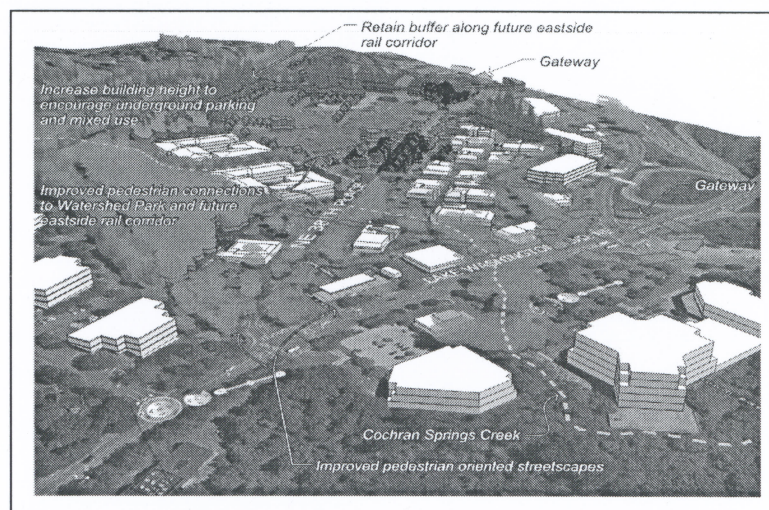 Retain buffer along future eastside
rail corridor
Gateway
Increase building height to
encourage underground parking
and mixed use
Improved pedestrian connections
to Watershed Park and future
eastside rail corridor
Gateway
LAKE WASHINGTON
Cochran Springs Creek
Improved pedestrian oriented streetscapes